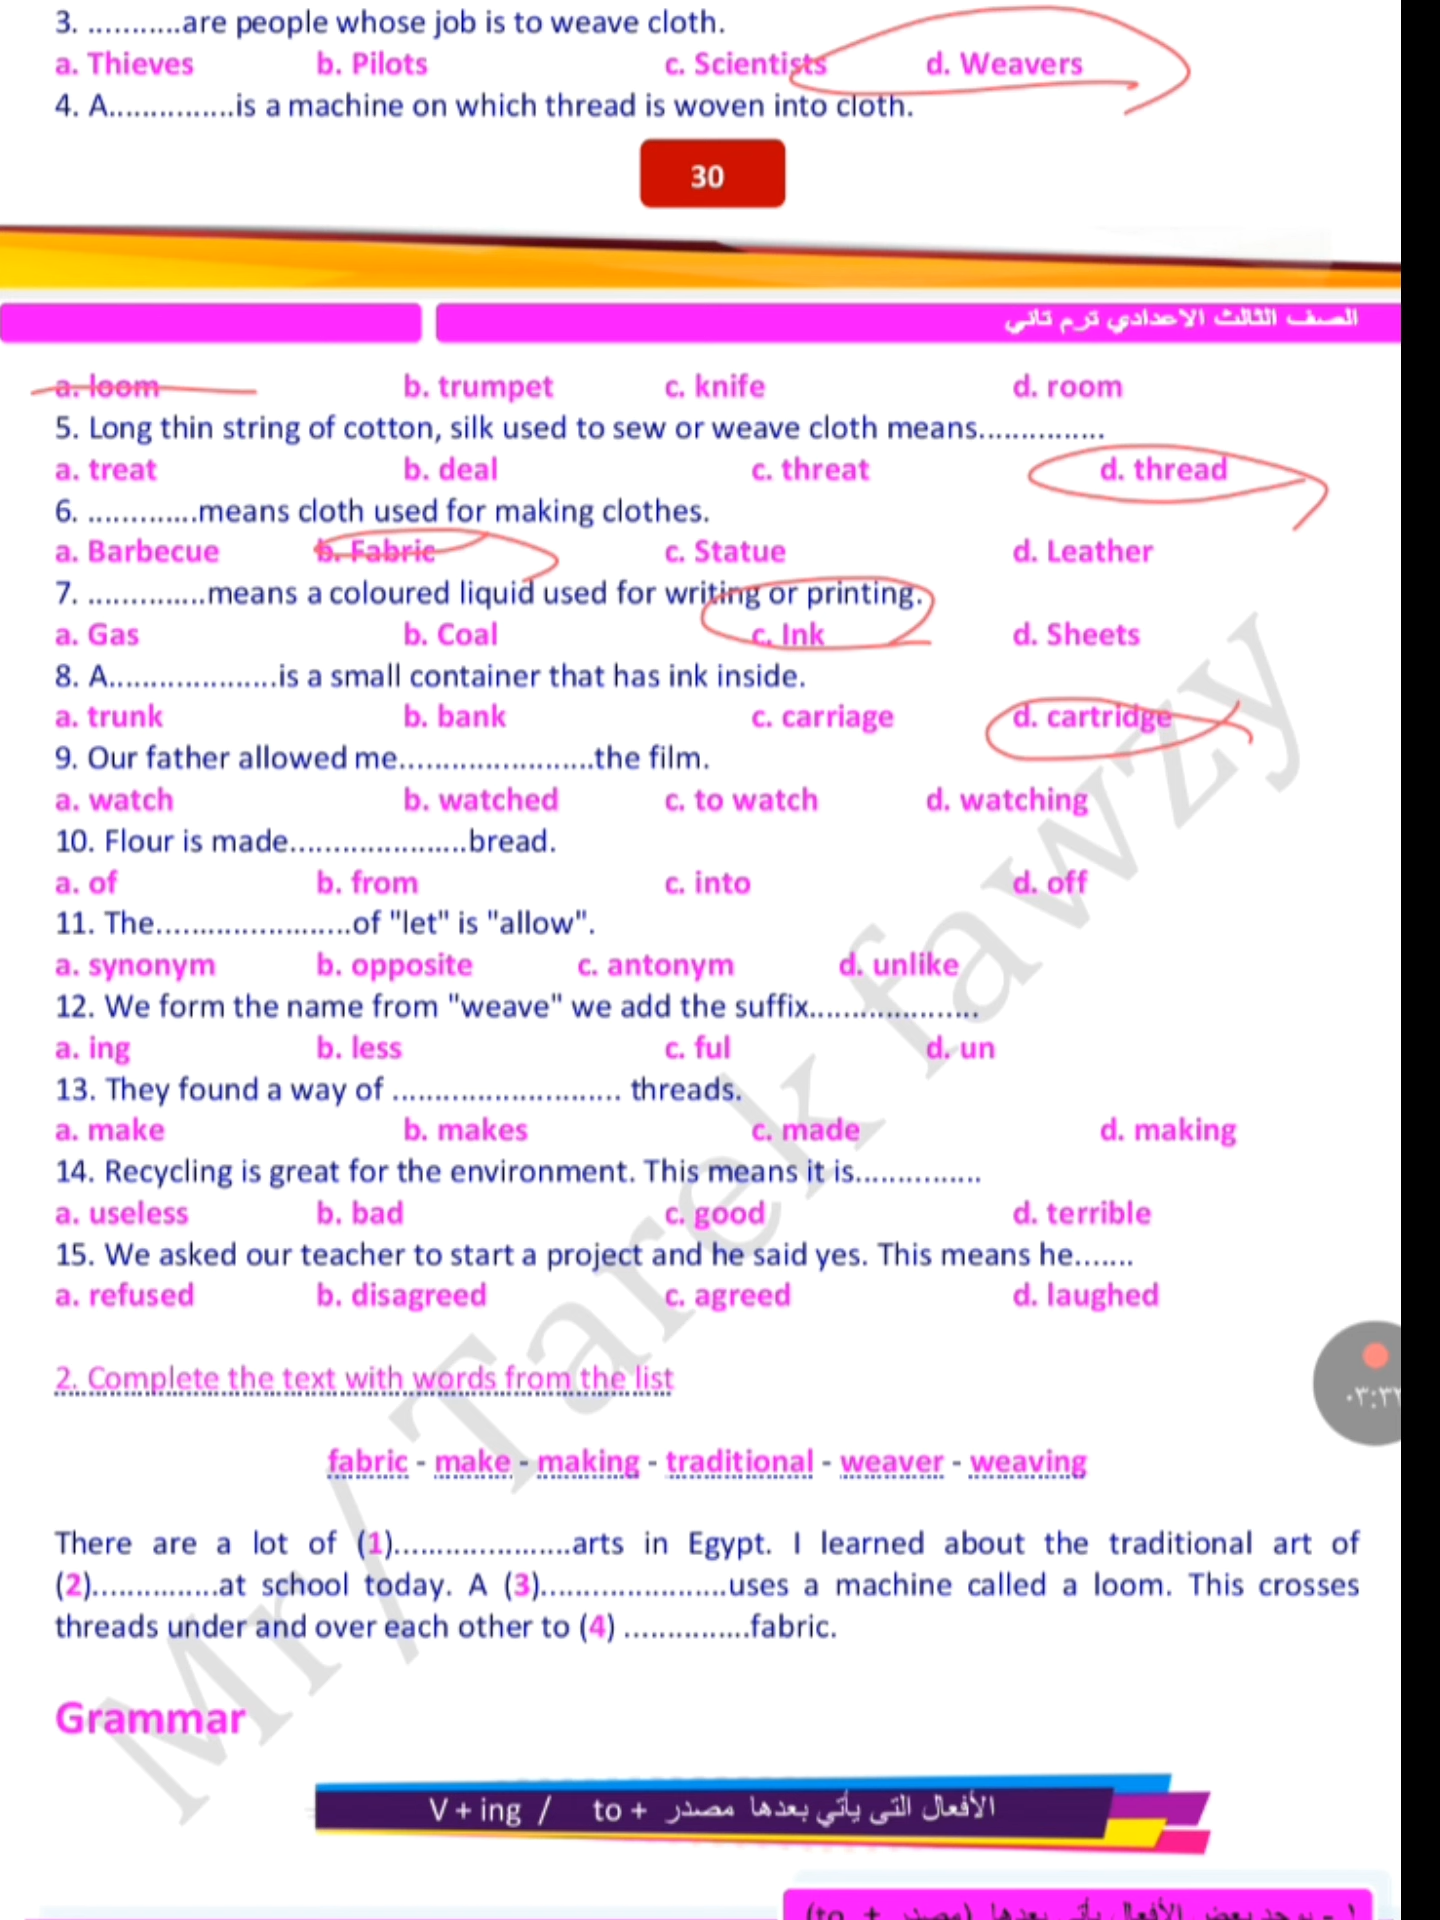 3. ...........are people whose job is to weave cloth.
a. Thieves b. Pilots c. Scientists d. Weavers
4. A...............is a machine on which thread is woven into cloth.
30
الصف الثالث الاعدادي ترم تاني
a. loom b. trumpet c. knife d. room
5. Long thin string of cotton, silk used to sew or weave cloth means...............
a. treat b. deal c. threat d. thread
6. .............means cloth used for making clothes.
a. Barbecue b. Fabric c. Statue d. Leather
7. ..............means a coloured liquid used for writing or printing.
a. Gas b. Coal c. Ink d. Sheets
8. A....................is a small container that has ink inside.
a. trunk b. bank c. carriage d. cartridge
9. Our father allowed me.......................the film.
a. watch b. watched c. to watch d. watching
10. Flour is made.....................bread.
a. of b. from c. into d. off
11. The.......................of "let" is "allow".
a. synonym b. opposite c. antonym d. unlike
12. We form the name from "weave" we add the suffix....................
a. ing b. less c. ful d. un
13. They found a way of ........................... threads.
a. make b. makes c. made d. making
14. Recycling is great for the environment. This means it is...............
a. useless b. bad c. good d. terrible
15. We asked our teacher to start a project and he said yes. This means he.......
a. refused b. disagreed c. agreed d. laughed
2. Complete the text with words from the list
fabric - make - making - traditional - weaver - weaving
There are a lot of (1).....................arts in Egypt. I learned about the traditional art of
(2)...............at school today. A (3)......................uses a machine called a loom. This crosses
threads under and over each other to (4) ...............fabric.
Grammar
الأفعال التى يأتي بعدها مصدر + to / V + ing
١ - يوجد بعض الأفعال يأتى بعدها (مصدر + to)
Mr/ Tarek fawzy